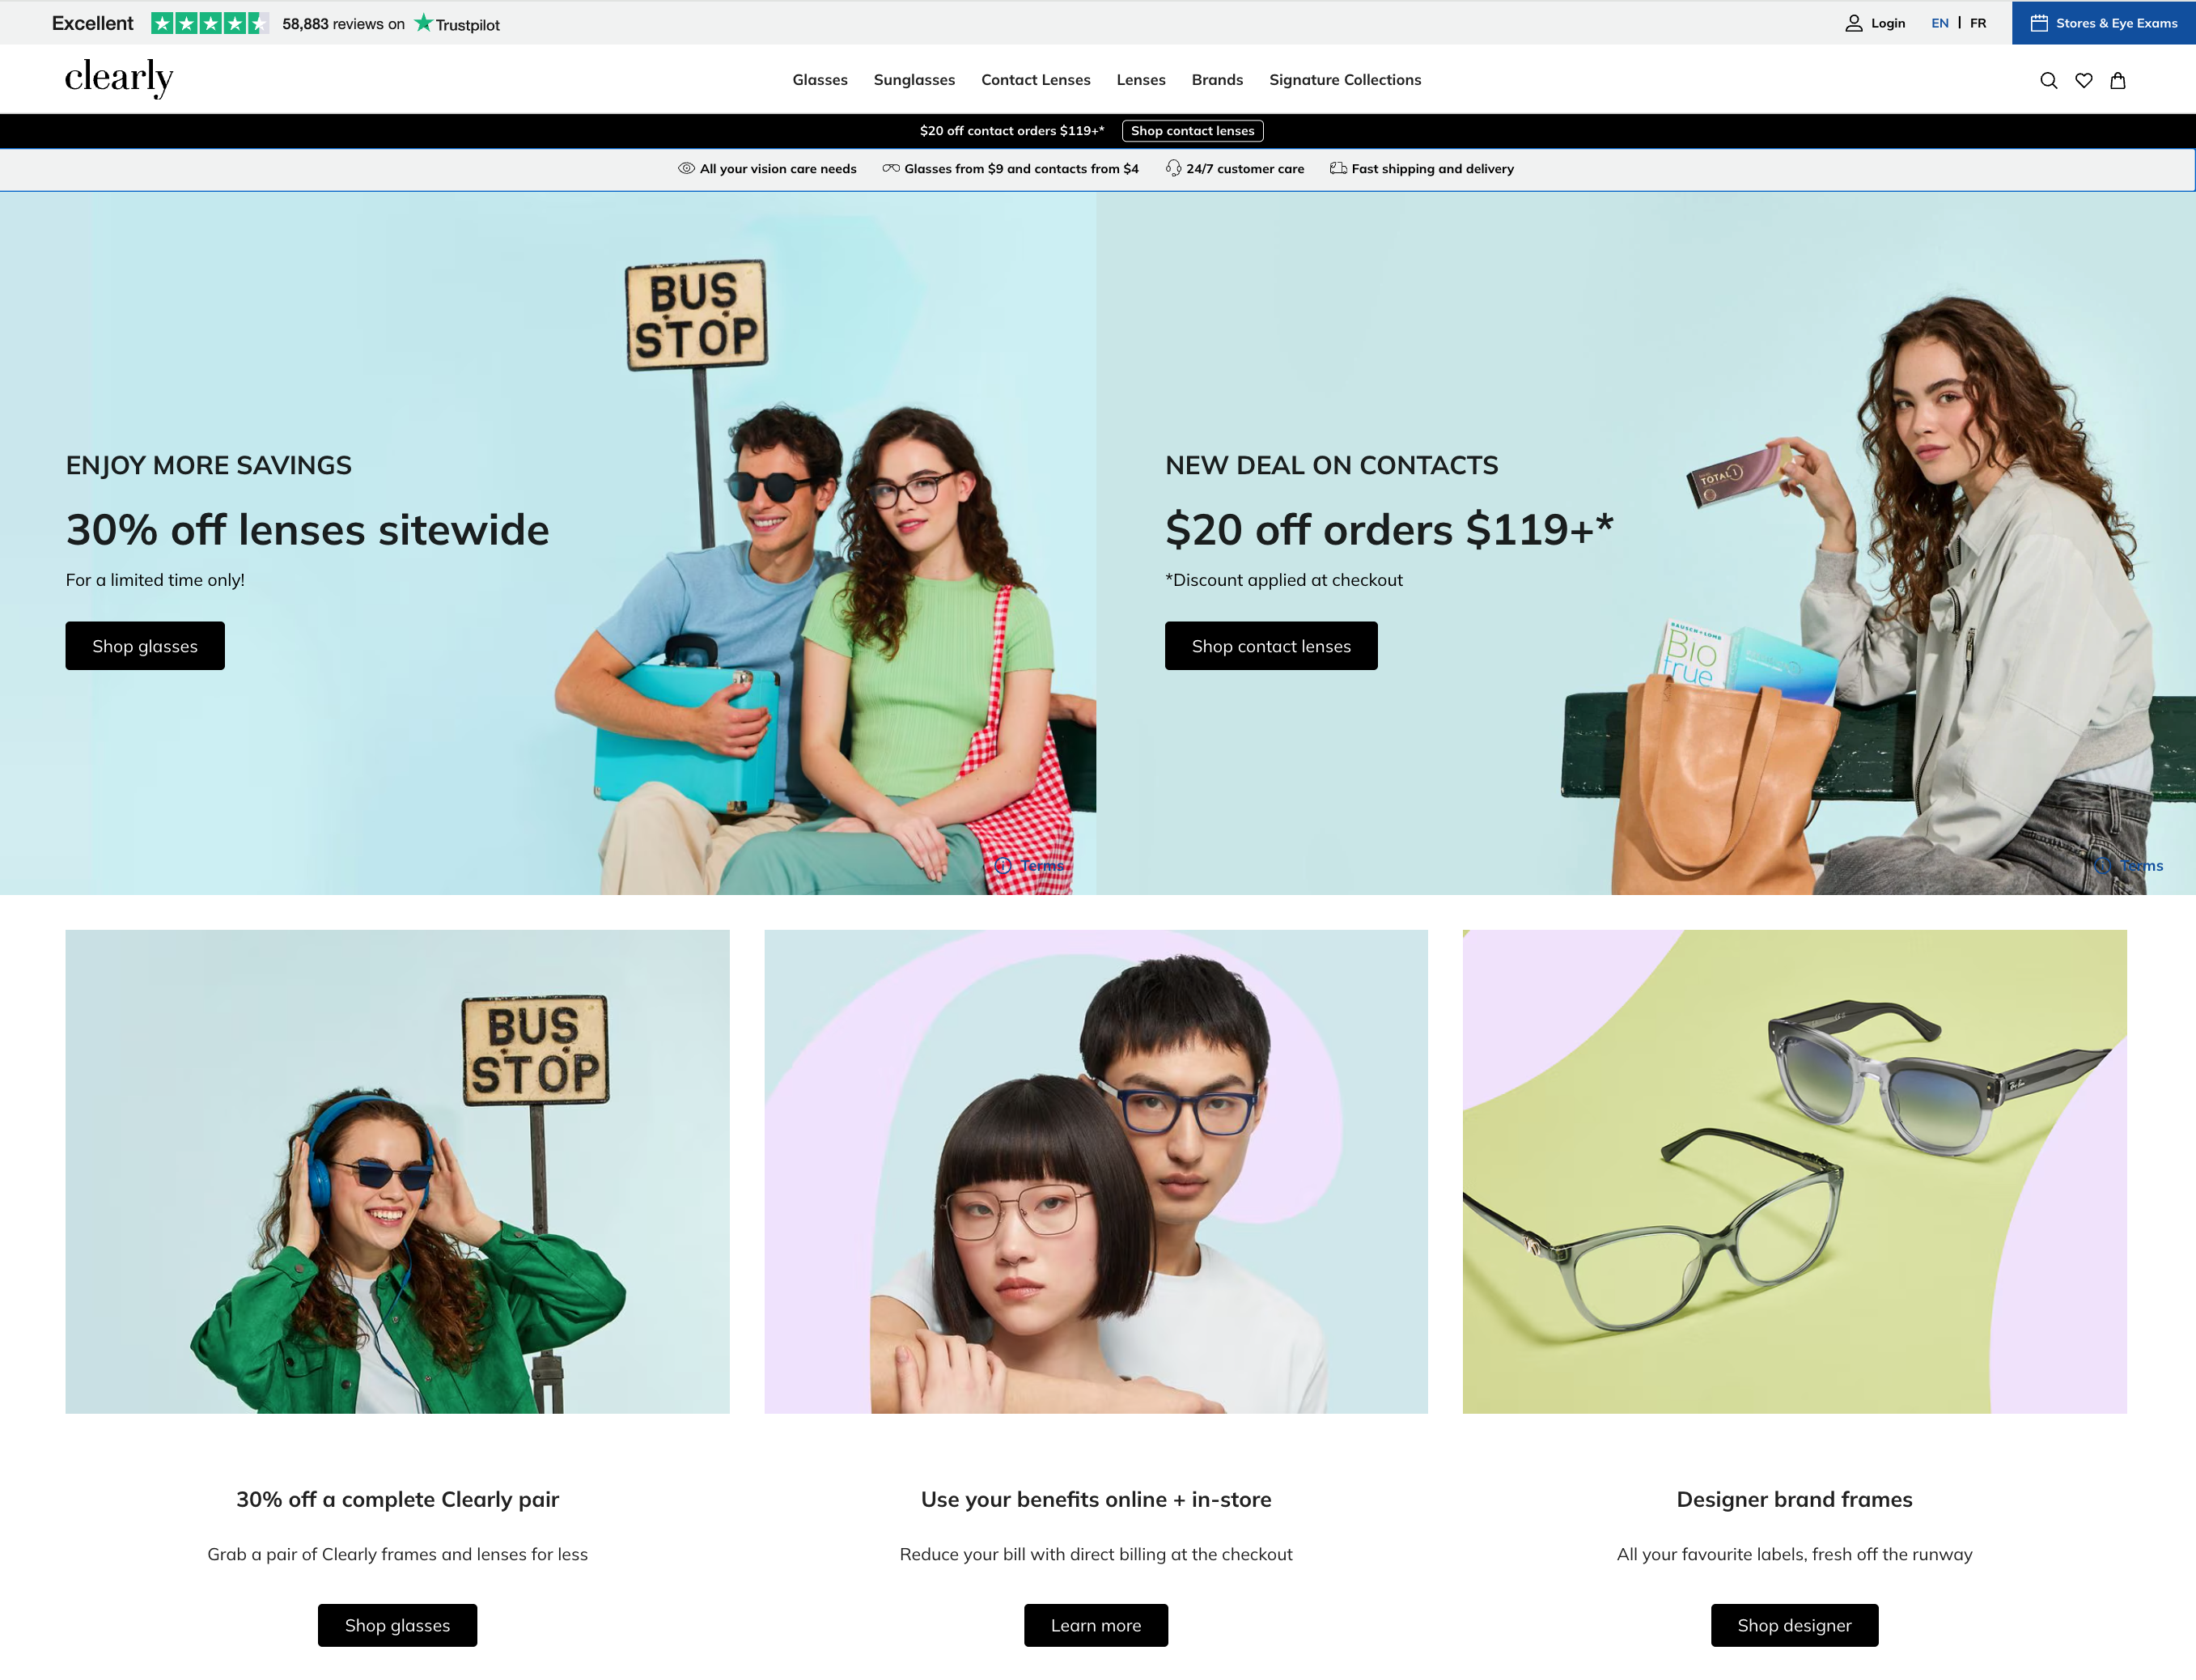 Excellent
58,883 reviews on Trustpilot
Login
EN | FR
Stores & Eye Exams
clearly
Glasses
Sunglasses
Contact Lenses
Lenses
Brands
Signature Collections
$20 off contact orders $119+*
Shop contact lenses
All your vision care needs
Glasses from $9 and contacts from $4
24/7 customer care
Fast shipping and delivery
BUS
STOP
ENJOY MORE SAVINGS
30% off lenses sitewide
For a limited time only!
Shop glasses
Terms
NEW DEAL ON CONTACTS
$20 off orders $119+*
*Discount applied at checkout
Shop contact lenses
TOTAL1
BAUSCH+LOMB
Bio
true
Terms
BUS
STOP
Ray-Ban
30% off a complete Clearly pair
Grab a pair of Clearly frames and lenses for less
Shop glasses
Use your benefits online + in-store
Reduce your bill with direct billing at the checkout
Learn more
Designer brand frames
All your favourite labels, fresh off the runway
Shop designer